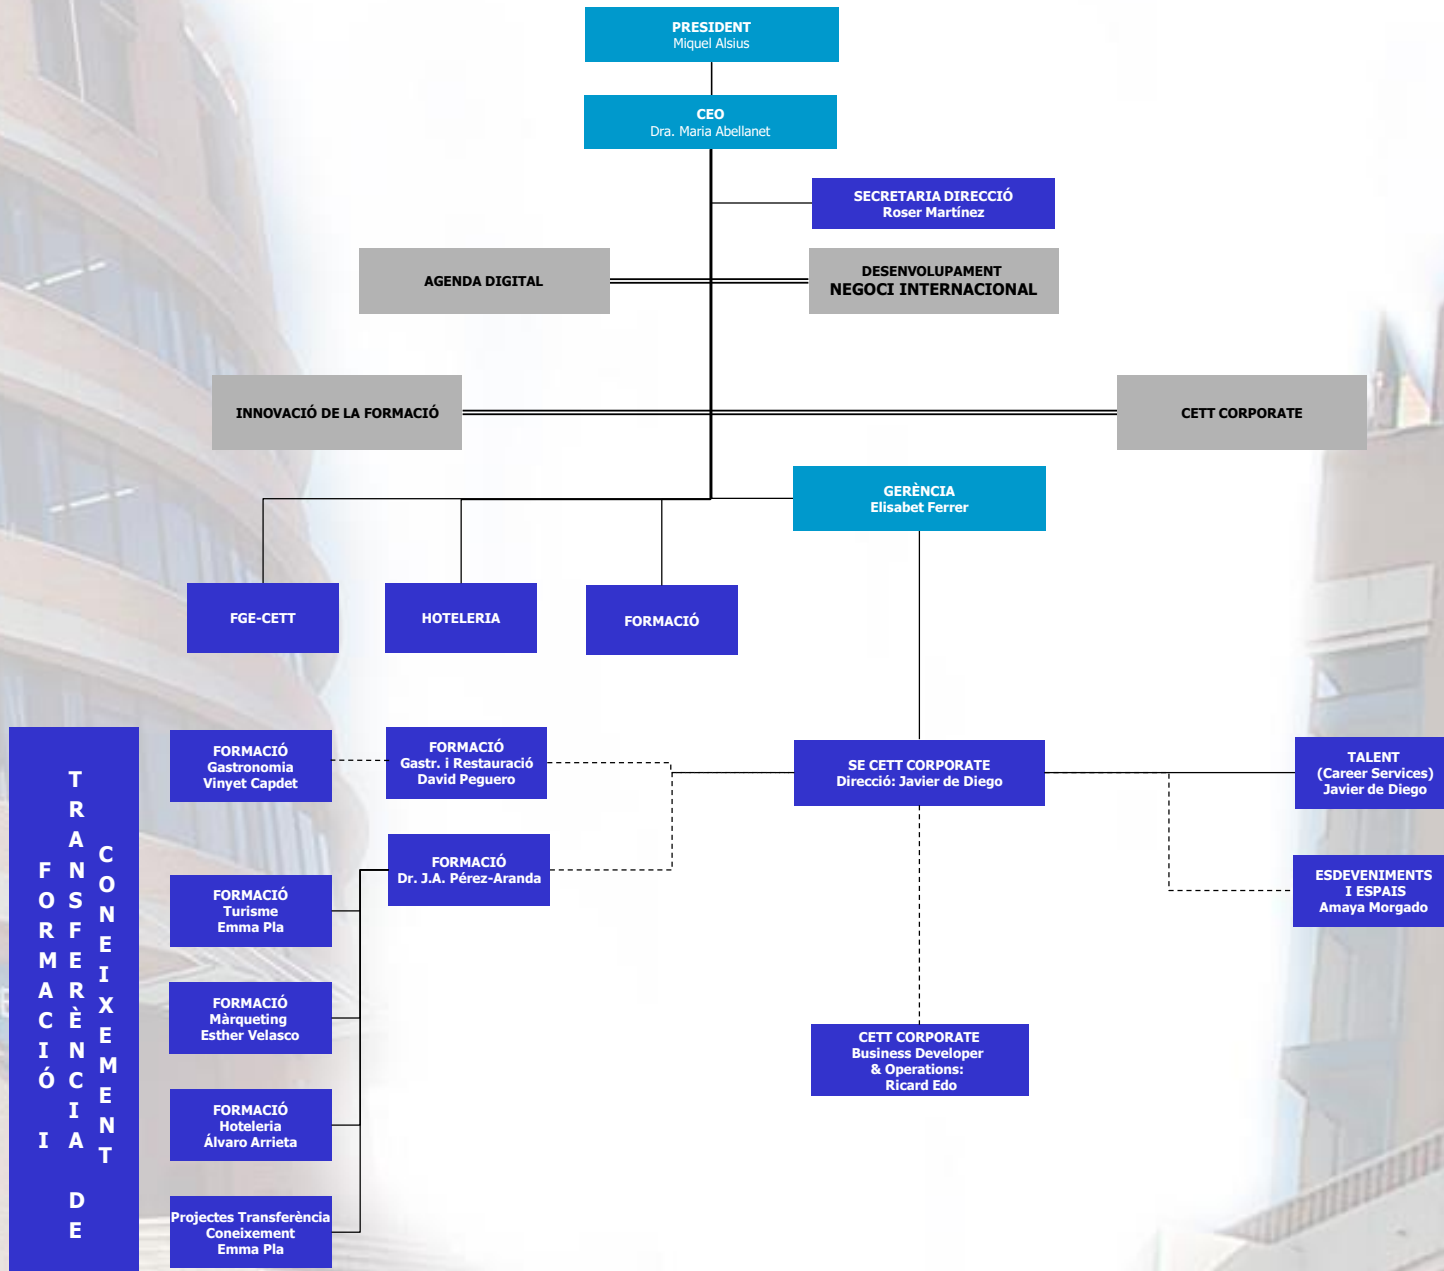 PRESIDENT
Miquel Alsius
CEO
Dra. Maria Abellanet
SECRETARIA DIRECCIÓ
Roser Martínez
AGENDA DIGITAL
DESENVOLUPAMENT
NEGOCI INTERNACIONAL
INNOVACIÓ DE LA FORMACIÓ
CETT CORPORATE
GERÈNCIA
Elisabet Ferrer
FGE-CETT
HOTELERIA
FORMACIÓ
FORMACIÓ I
TRANSFERÈNCIA DE
CONEIXEMENT
FORMACIÓ
Gastronomia
Vinyet Capdet
FORMACIÓ
Gastr. i Restauració
David Peguero
SE CETT CORPORATE
Direcció: Javier de Diego
TALENT
(Career Services)
Javier de Diego
FORMACIÓ
Dr. J.A. Pérez-Aranda
ESDEVENIMENTS
I ESPAIS
Amaya Morgado
FORMACIÓ
Turisme
Emma Pla
FORMACIÓ
Màrqueting
Esther Velasco
CETT CORPORATE
Business Developer
& Operations:
Ricard Edo
FORMACIÓ
Hoteleria
Álvaro Arrieta
Projectes Transferència
Coneixement
Emma Pla